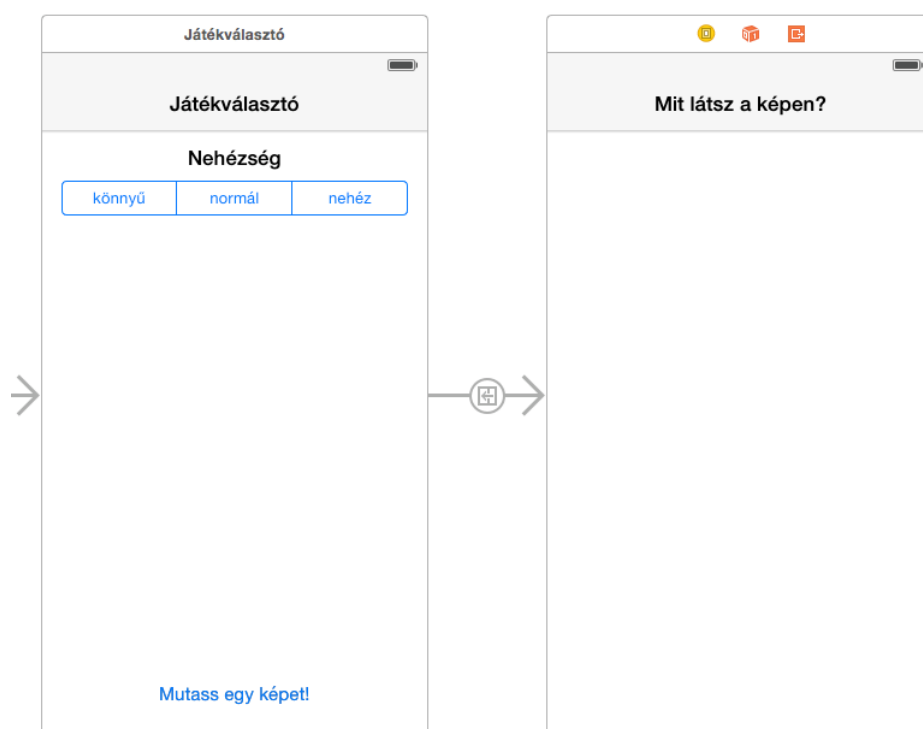 Játékválasztó
Játékválasztó
Nehézség
könnyű normál nehéz
Mutass egy képet!
Mit látsz a képen?